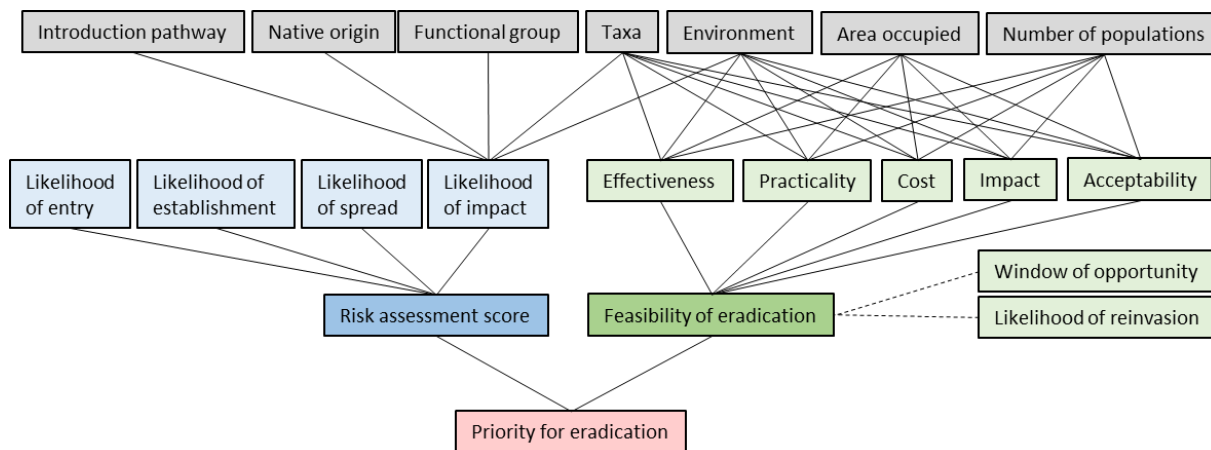 Introduction pathway
Native origin
Functional group
Taxa
Environment
Area occupied
Number of populations
Likelihood
of entry
Likelihood of
establishment
Likelihood
of spread
Likelihood
of impact
Effectiveness
Practicality
Cost
Impact
Acceptability
Window of opportunity
Likelihood of reinvasion
Risk assessment score
Feasibility of eradication
Priority for eradication